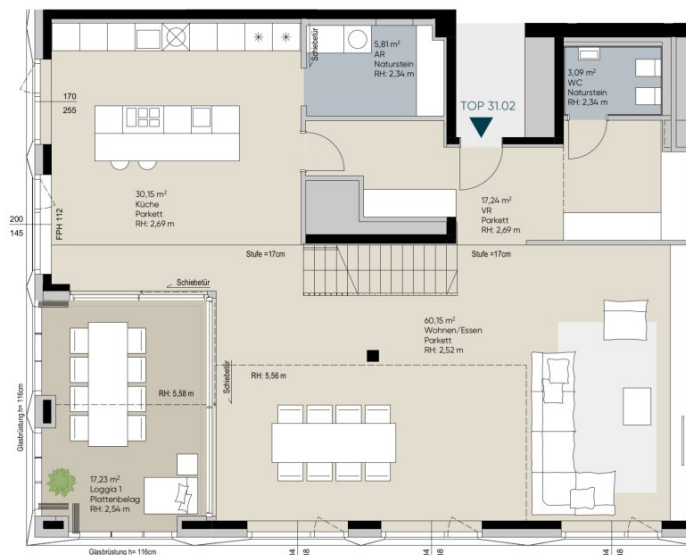 Schiebetür
5,81 m²
AR
Naturstein
RH: 2,34 m
3,09 m²
WC
Naturstein
RH: 2,34 m
TOP 31.02
170
255
30,15 m²
Küche
Parkett
RH: 2,69 m
17,24 m²
VR
Parkett
RH: 2,69 m
200
145
FPH 112
Stufe =17cm
Stufe =17cm
Schiebetür
60,15 m²
Wohnen/Essen
Parkett
RH: 2,52 m
Schiebetür
RH: 5,56 m
RH: 5,58 m
Glasbrüstung h= 116cm
17,23 m²
Loggia 1
Plattenbelag
RH: 2,54 m
Glasbrüstung h= 116cm